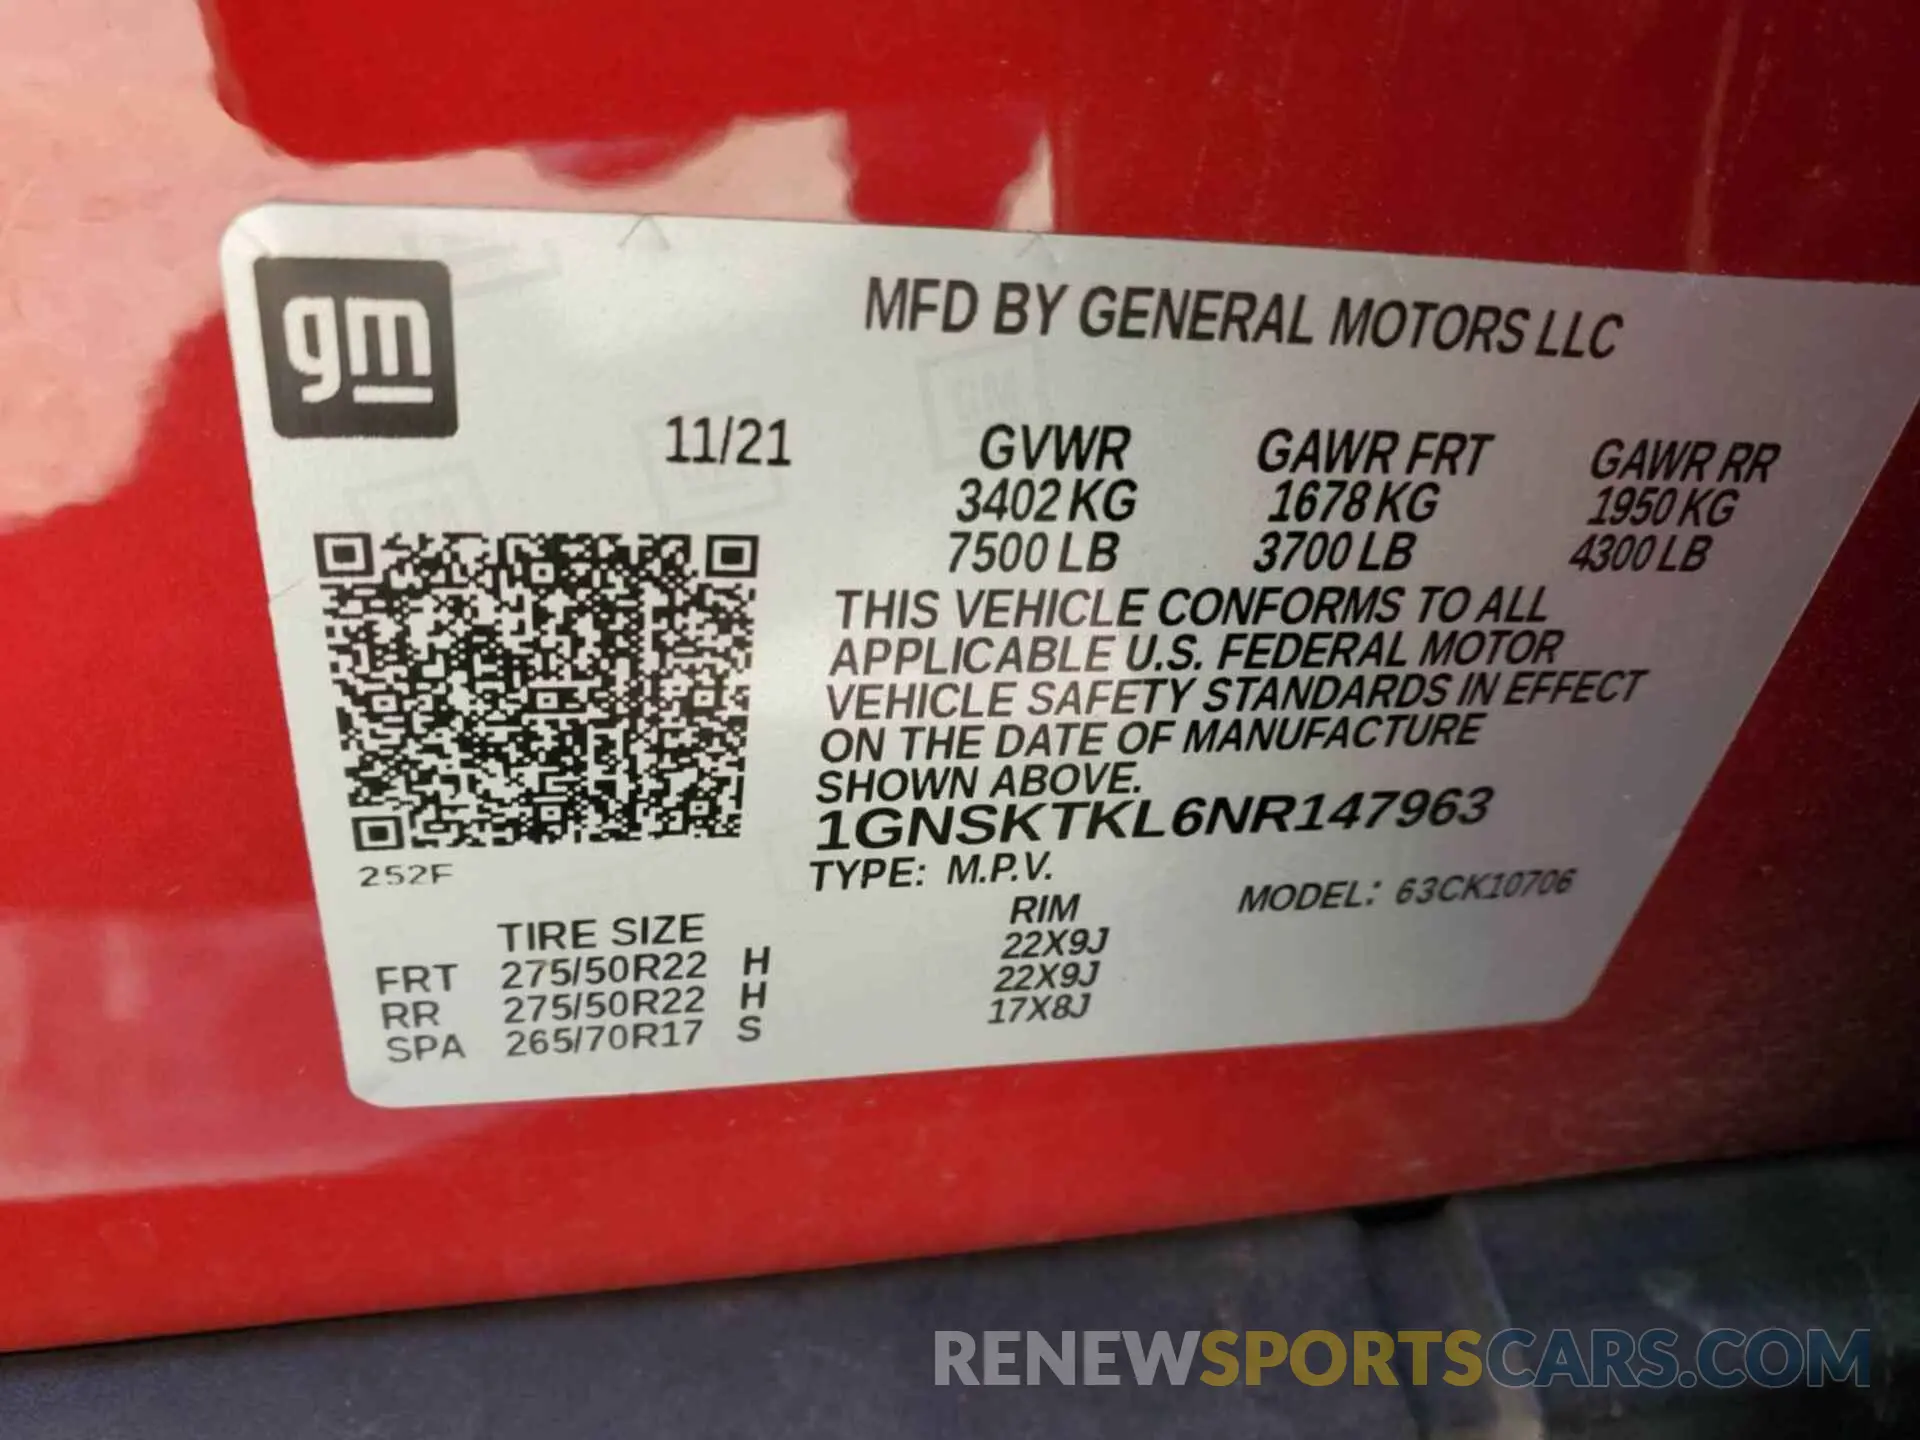 gm
MFD BY GENERAL MOTORS LLC
11/21
GVWR GAWR FRT GAWR RR
3402 KG 1678 KG 1950 KG
7500 LB 3700 LB 4300 LB
THIS VEHICLE CONFORMS TO ALL
APPLICABLE U.S. FEDERAL MOTOR
VEHICLE SAFETY STANDARDS IN EFFECT
ON THE DATE OF MANUFACTURE
SHOWN ABOVE.
1GNSKTKL6NR147963
252F
TYPE: M.P.V. MODEL: 63CK10706
TIRE SIZE RIM
FRT 275/50R22 H 22X9J
RR 275/50R22 H 22X9J
SPA 265/70R17 S 17X8J
RENEWSPORTSCARS.COM